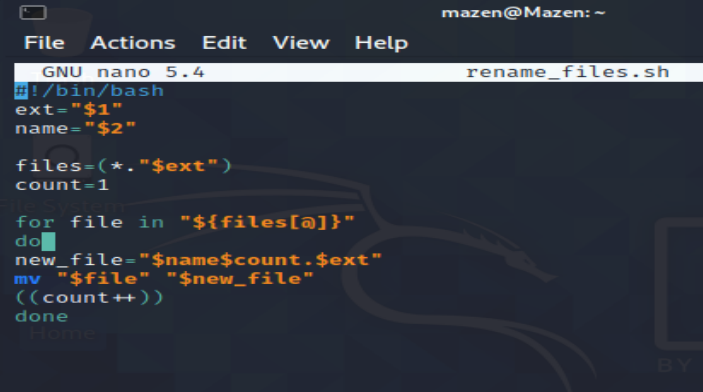 mazen@Mazen: ~
File Actions Edit View Help
GNU nano 5.4 rename_files.sh
#!/bin/bash
ext="$1"
name="$2"
files=(*."$ext")
count=1
for file in "${files[@]}"
do
new_file="$name$count.$ext"
mv "$file" "$new_file"
((count++))
done
File System
Home
BY